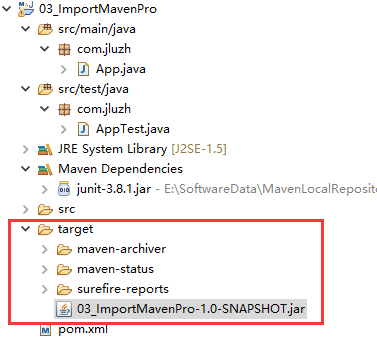 03_ImportMavenPro
src/main/java
com.jluzh
App.java
src/test/java
com.jluzh
AppTest.java
JRE System Library [J2SE-1.5]
Maven Dependencies
junit-3.8.1.jar - E:\SoftwareData\MavenLocalReposite
src
target
maven-archiver
maven-status
surefire-reports
03_ImportMavenPro-1.0-SNAPSHOT.jar
pom.xml